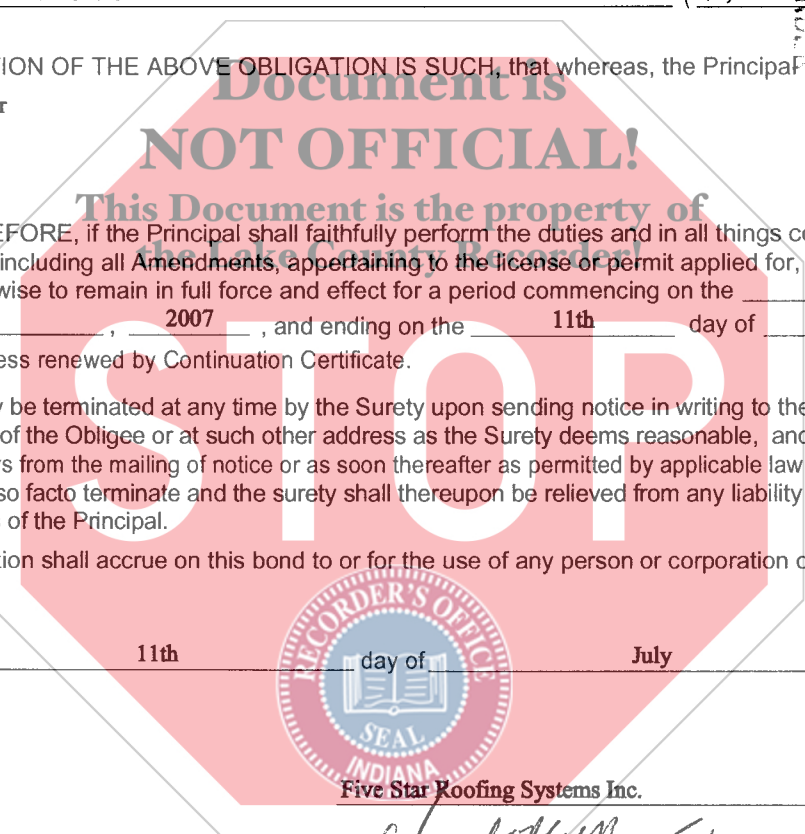 ION OF THE ABOVE OBLIGATION IS SUCH, that whereas, the Principal
Document is
r
NOT OFFICIAL!
This Document is the property of
EFORE, if the Principal shall faithfully perform the duties and in all things co
the Lake County Recorder!
including all Amendments, appertaining to the license or permit applied for,
wise to remain in full force and effect for a period commencing on the
, 2007 , and ending on the 11th day of
ess renewed by Continuation Certificate.
STOP
y be terminated at any time by the Surety upon sending notice in writing to the
of the Obligee or at such other address as the Surety deems reasonable, and
s from the mailing of notice or as soon thereafter as permitted by applicable law
so facto terminate and the surety shall thereupon be relieved from any liability
of the Principal.
tion shall accrue on this bond to or for the use of any person or corporation o
RECORDER'S OFFICE
11th day of July
SEAL
INDIANA
Five Star Roofing Systems Inc.